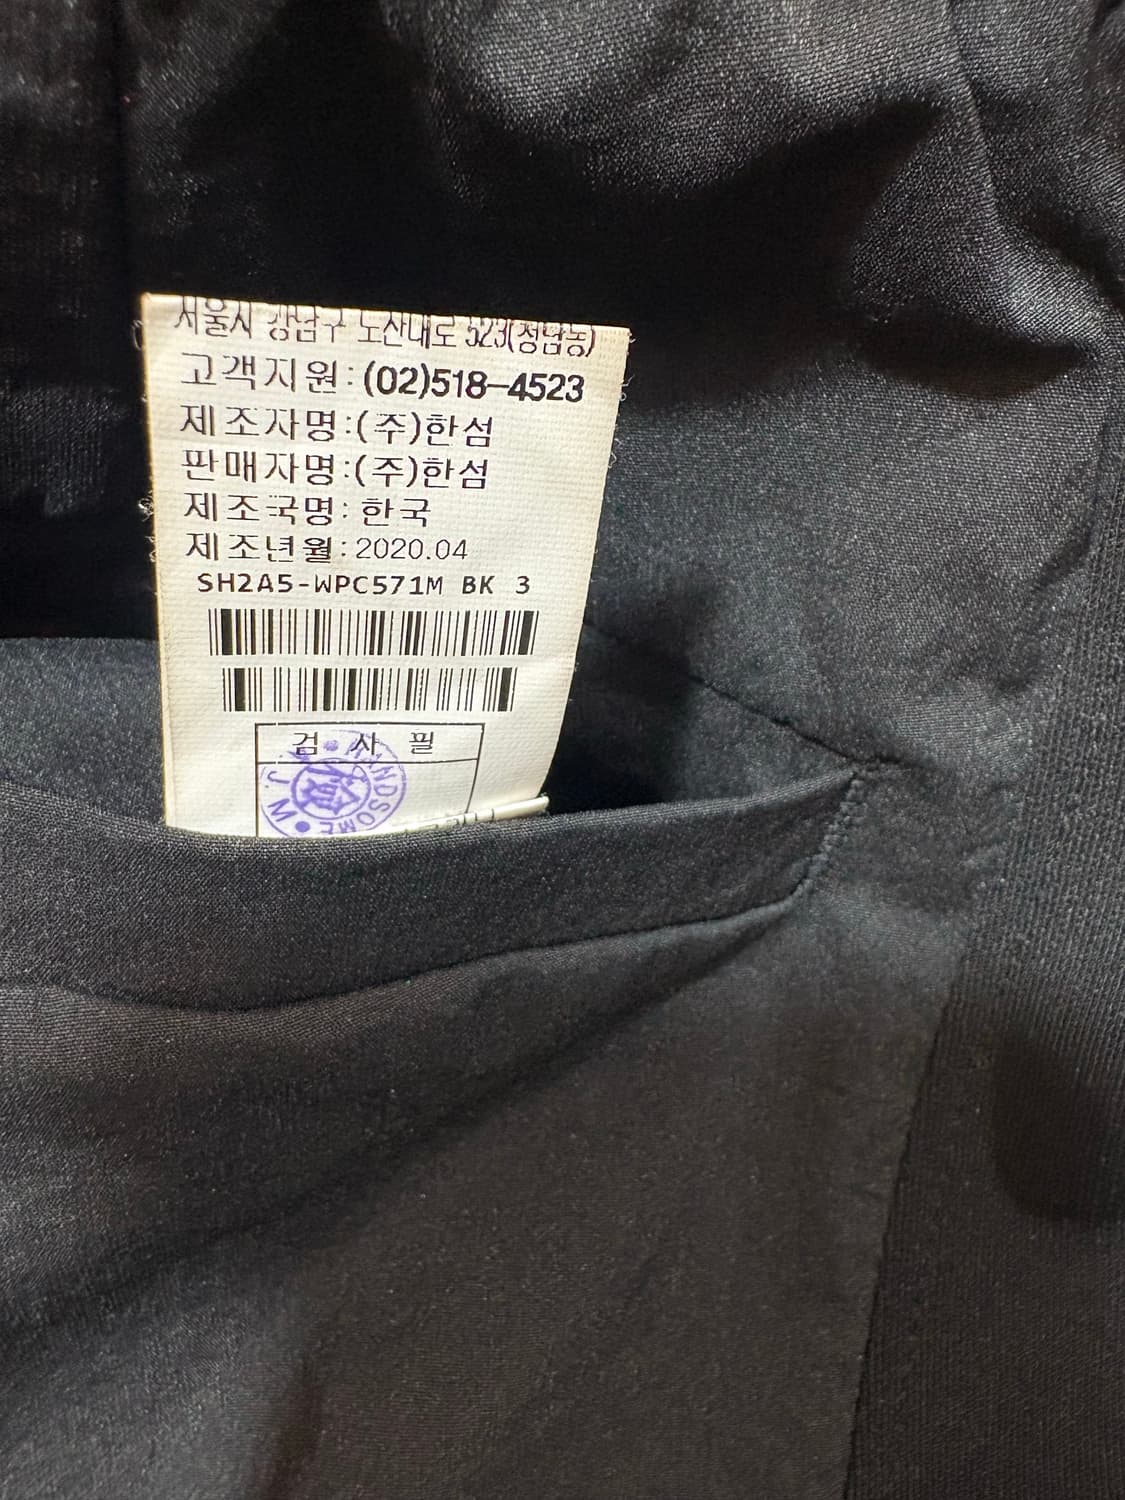 서울시 강남구 도산대로 523(청담동)
고객지원:(02)518-4523
제조자명:(주)한섬
판매자명:(주)한섬
제조국명:한국
제조년월:2020.04
SH2A5-WPC571M BK 3
검 사 필
HANDSOME
J.W